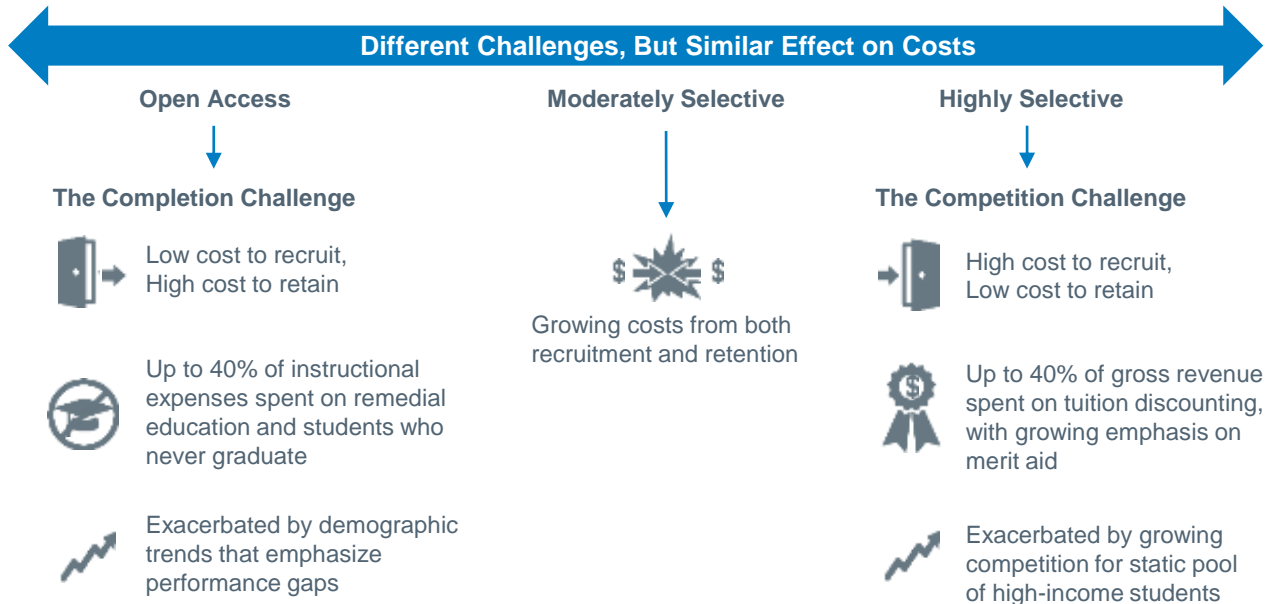 Different Challenges, But Similar Effect on Costs
Open Access
The Completion Challenge
Low cost to recruit,
High cost to retain
Up to 40% of instructional
expenses spent on remedial
education and students who
never graduate
Exacerbated by demographic
trends that emphasize
performance gaps
Moderately Selective
$ $
Growing costs from both
recruitment and retention
Highly Selective
The Competition Challenge
High cost to recruit,
Low cost to retain
$
Up to 40% of gross revenue
spent on tuition discounting,
with growing emphasis on
merit aid
Exacerbated by growing
competition for static pool
of high-income students